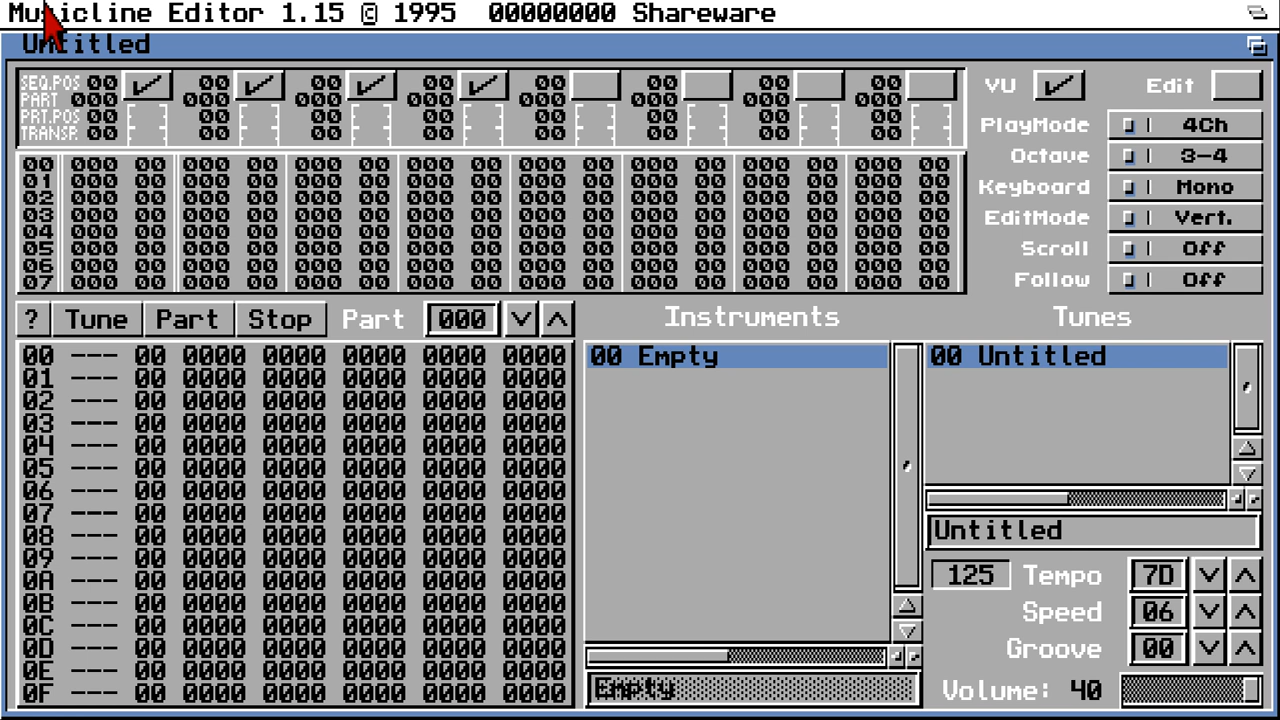 Musicline Editor 1.15 © 1995 00000000 Shareware
Untitled
SEQ.POS 00 00 00 00 00 00 00 00 VU Edit
PART 000 000 000 000 000 000 000 000
PRT.POS 00 00 00 00 00 00 00 00 PlayMode 4Ch
TRANSP. 00 00 00 00 00 00 00 00
Octave 3-4
00 000 00 000 00 000 00 000 00 000 00 000 00 000 00 000 00
01 000 00 000 00 000 00 000 00 000 00 000 00 000 00 000 00 Keyboard Mono
02 000 00 000 00 000 00 000 00 000 00 000 00 000 00 000 00
03 000 00 000 00 000 00 000 00 000 00 000 00 000 00 000 00 EditMode Vert.
04 000 00 000 00 000 00 000 00 000 00 000 00 000 00 000 00
05 000 00 000 00 000 00 000 00 000 00 000 00 000 00 000 00 Scroll Off
06 000 00 000 00 000 00 000 00 000 00 000 00 000 00 000 00
07 000 00 000 00 000 00 000 00 000 00 000 00 000 00 000 00 Follow Off
? Tune Part Stop Part 000 Instruments Tunes
00 --- 00 0000 0000 0000 0000 0000 00 Empty 00 Untitled
01 --- 00 0000 0000 0000 0000 0000
02 --- 00 0000 0000 0000 0000 0000
03 --- 00 0000 0000 0000 0000 0000
04 --- 00 0000 0000 0000 0000 0000
05 --- 00 0000 0000 0000 0000 0000
06 --- 00 0000 0000 0000 0000 0000
07 --- 00 0000 0000 0000 0000 0000
08 --- 00 0000 0000 0000 0000 0000 Untitled
09 --- 00 0000 0000 0000 0000 0000
0A --- 00 0000 0000 0000 0000 0000 125 Tempo 7D
0B --- 00 0000 0000 0000 0000 0000
0C --- 00 0000 0000 0000 0000 0000 Speed 06
0D --- 00 0000 0000 0000 0000 0000 Groove 00
0E --- 00 0000 0000 0000 0000 0000
0F --- 00 0000 0000 0000 0000 0000 Empty Volume: 40